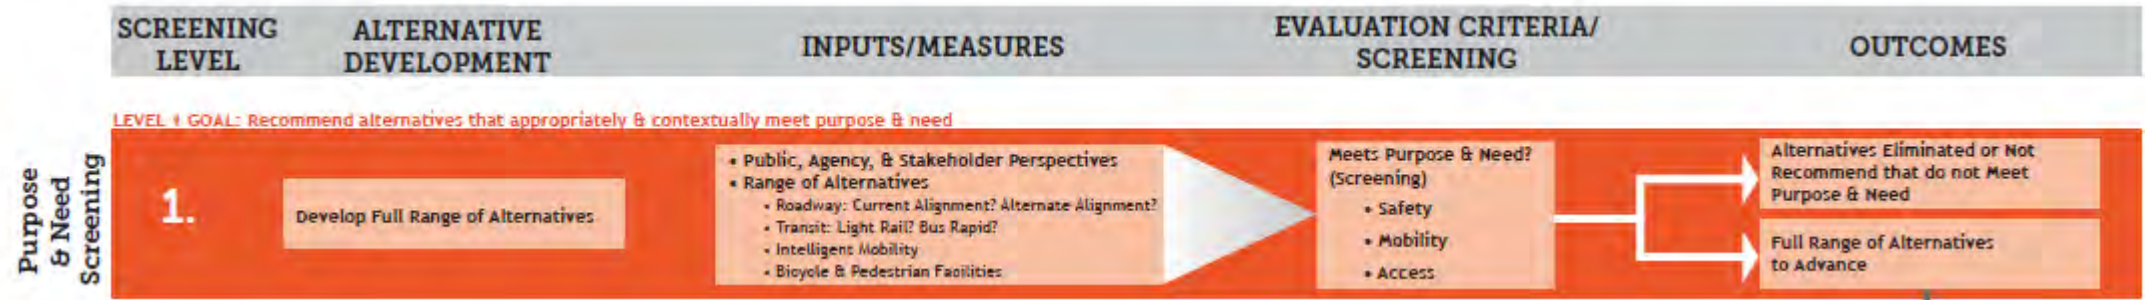 SCREENING
LEVEL
ALTERNATIVE
DEVELOPMENT
INPUTS/MEASURES
EVALUATION CRITERIA/
SCREENING
OUTCOMES
LEVEL 1 GOAL: Recommend alternatives that appropriately & contextually meet purpose & need
Purpose
& Need
Screening
1.
Develop Full Range of Alternatives
• Public, Agency, & Stakeholder Perspectives
• Range of Alternatives
• Roadway: Current Alignment? Alternate Alignment?
• Transit: Light Rail? Bus Rapid?
• Intelligent Mobility
• Bicycle & Pedestrian Facilities
Meets Purpose & Need?
(Screening)
• Safety
• Mobility
• Access
Alternatives Eliminated or Not
Recommend that do not Meet
Purpose & Need
Full Range of Alternatives
to Advance